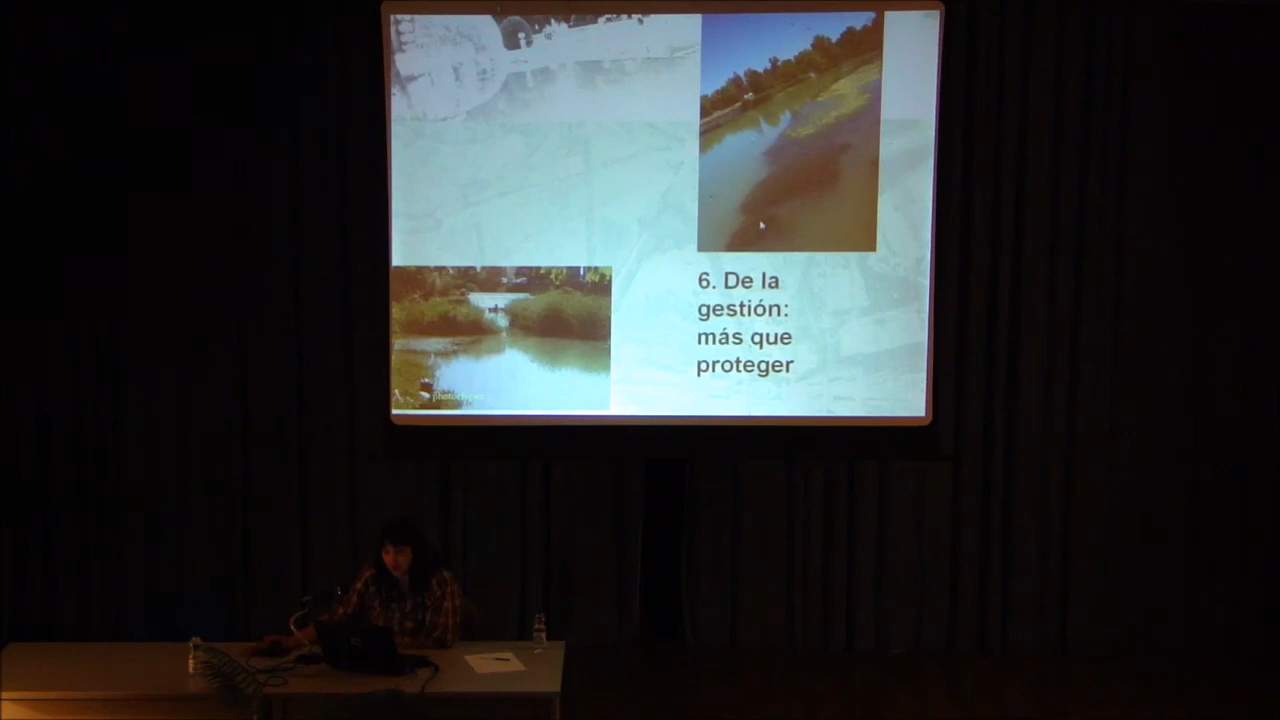 6. De la
gestión:
más que
proteger